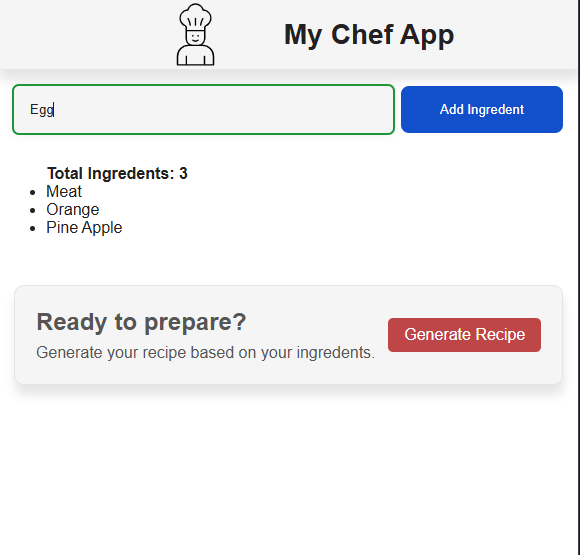 My Chef App
Egg
Add Ingredent
Total Ingredents: 3
Meat
Orange
Pine Apple
Ready to prepare?
Generate your recipe based on your ingredents.
Generate Recipe